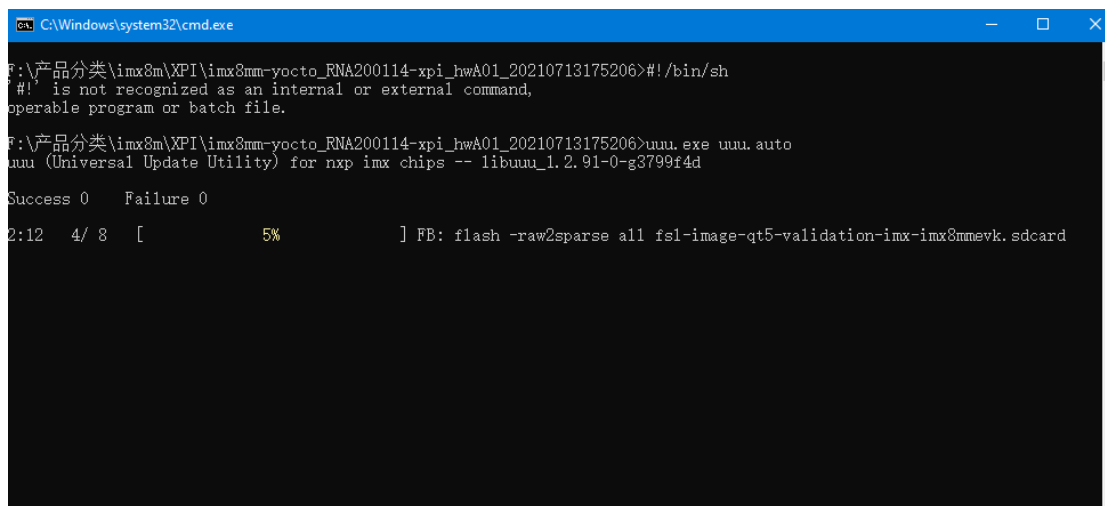 C:\Windows\system32\cmd.exe
F:\产品分类\imx8m\XPI\imx8mm-yocto_RNA200114-xpi_hwA01_20210713175206>#!/bin/sh
'#!' is not recognized as an internal or external command,
operable program or batch file.
F:\产品分类\imx8m\XPI\imx8mm-yocto_RNA200114-xpi_hwA01_20210713175206>uuu.exe uuu.auto
uuu (Universal Update Utility) for nxp imx chips -- libuuu_1.2.91-0-g3799f4d
Success 0    Failure 0
2:12   4/ 8   [               5%               ] FB: flash -raw2sparse all fsl-image-qt5-validation-imx-imx8mmevk.sdcard